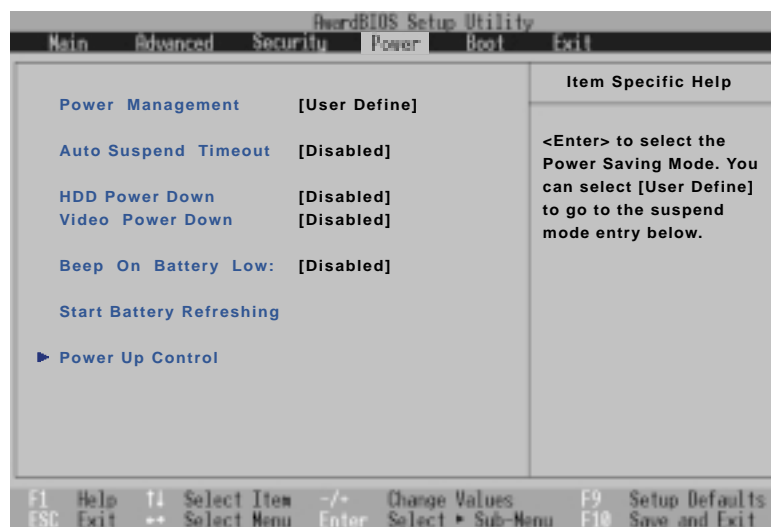 AwardBIOS Setup Utility
Main Advanced Security Power Boot Exit
Power Management [User Define]
Auto Suspend Timeout [Disabled]
HDD Power Down [Disabled]
Video Power Down [Disabled]
Beep On Battery Low: [Disabled]
Start Battery Refreshing
Power Up Control
Item Specific Help
<Enter> to select the
Power Saving Mode. You
can select [User Define]
to go to the suspend
mode entry below.
F1 Help ↑↓ Select Item -/+ Change Values F9 Setup Defaults
ESC Exit ←→ Select Menu Enter Select ► Sub-Menu F10 Save and Exit